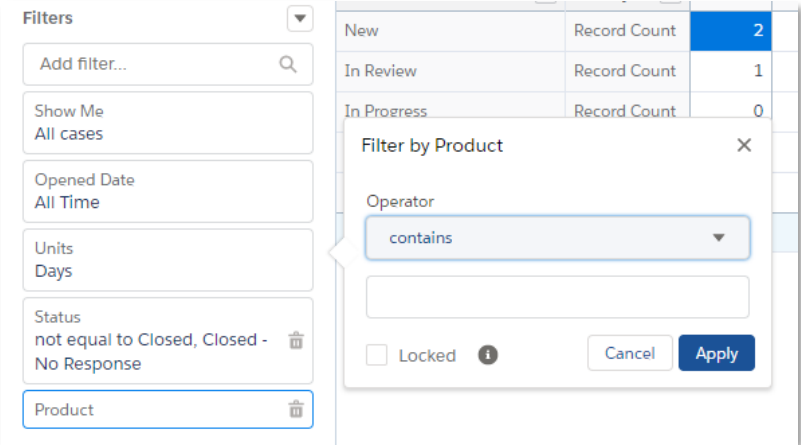 Filters
Add filter...
Show Me
All cases
Opened Date
All Time
Units
Days
Status
not equal to Closed, Closed -
No Response
Product
New Record Count 2
In Review Record Count 1
In Progress Record Count 0
Filter by Product
Operator
contains
Locked
Cancel
Apply